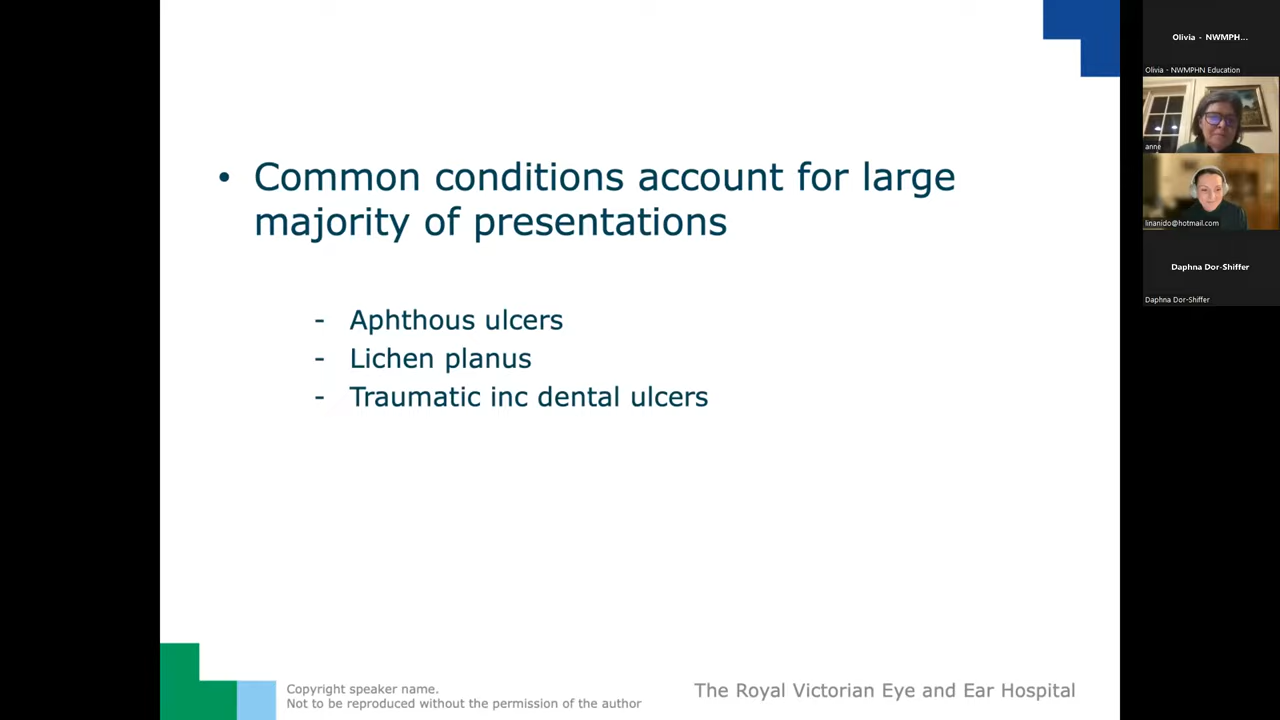 • Common conditions account for large
majority of presentations
- Aphthous ulcers
- Lichen planus
- Traumatic inc dental ulcers
Copyright speaker name.
Not to be reproduced without the permission of the author
The Royal Victorian Eye and Ear Hospital
Olivia - NWMPH...
Olivia - NWMPHN Education
anne
linanido@hotmail.com
Daphna Dor-Shiffer
Daphna Dor-Shiffer